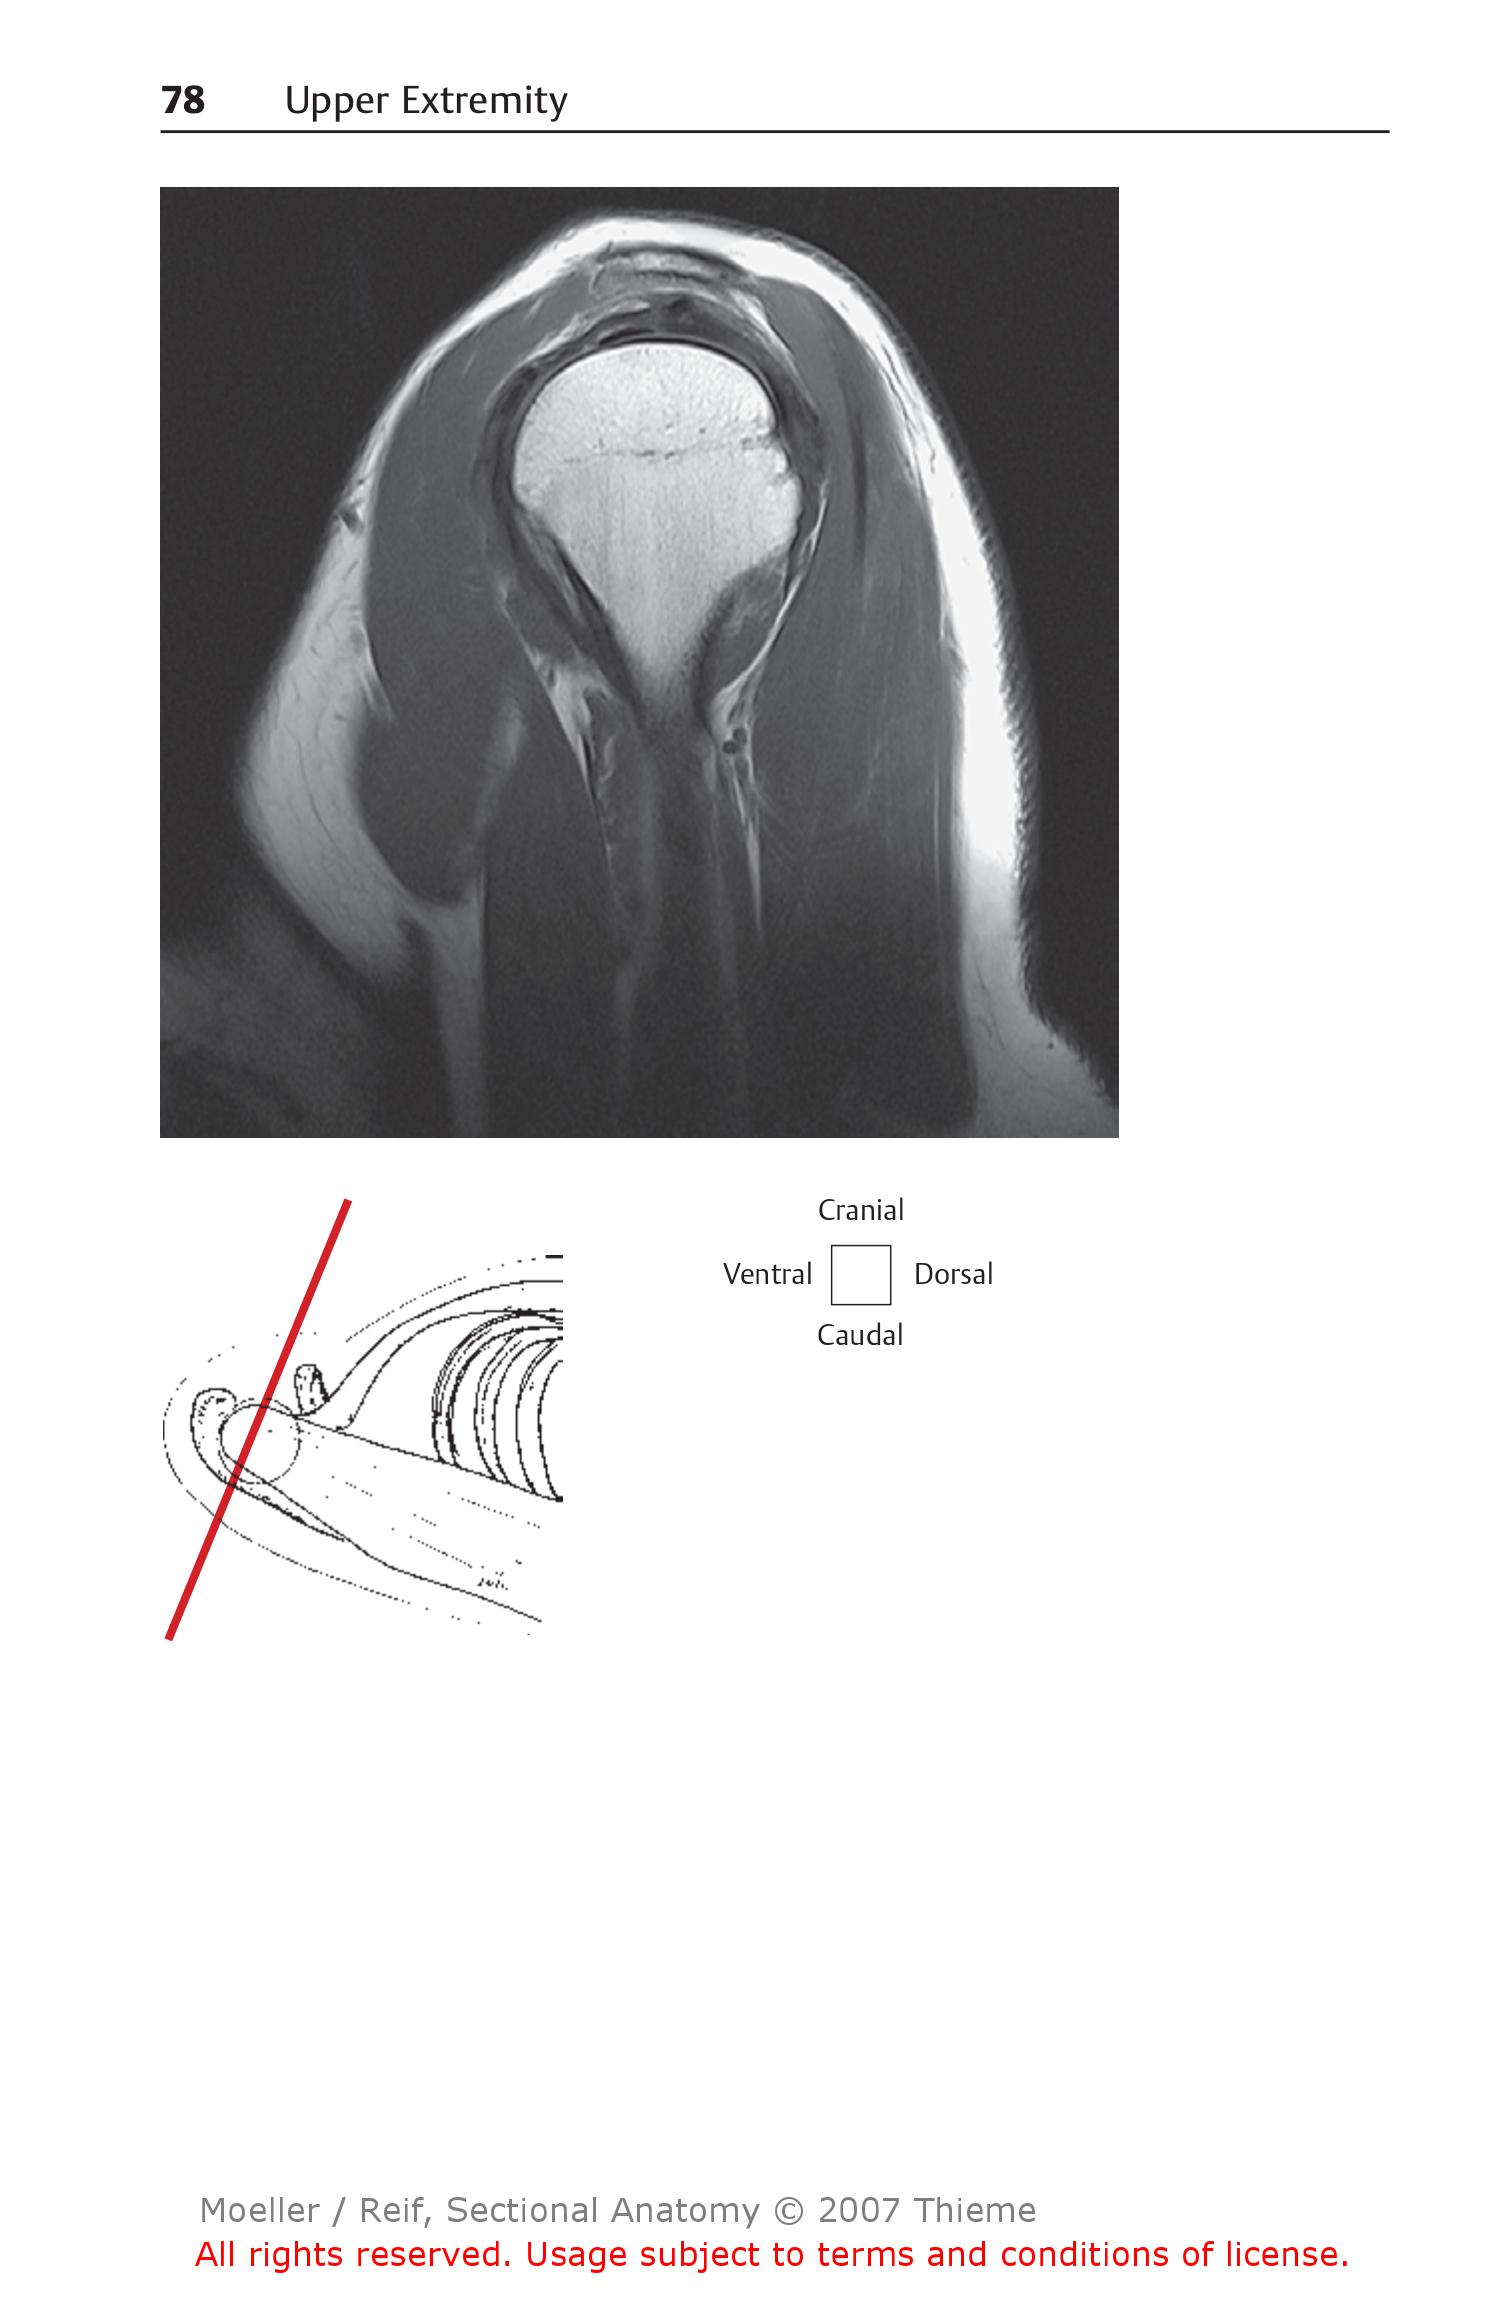 78 Upper Extremity
Cranial
Ventral Dorsal
Caudal
Moeller / Reif, Sectional Anatomy © 2007 Thieme
All rights reserved. Usage subject to terms and conditions of license.